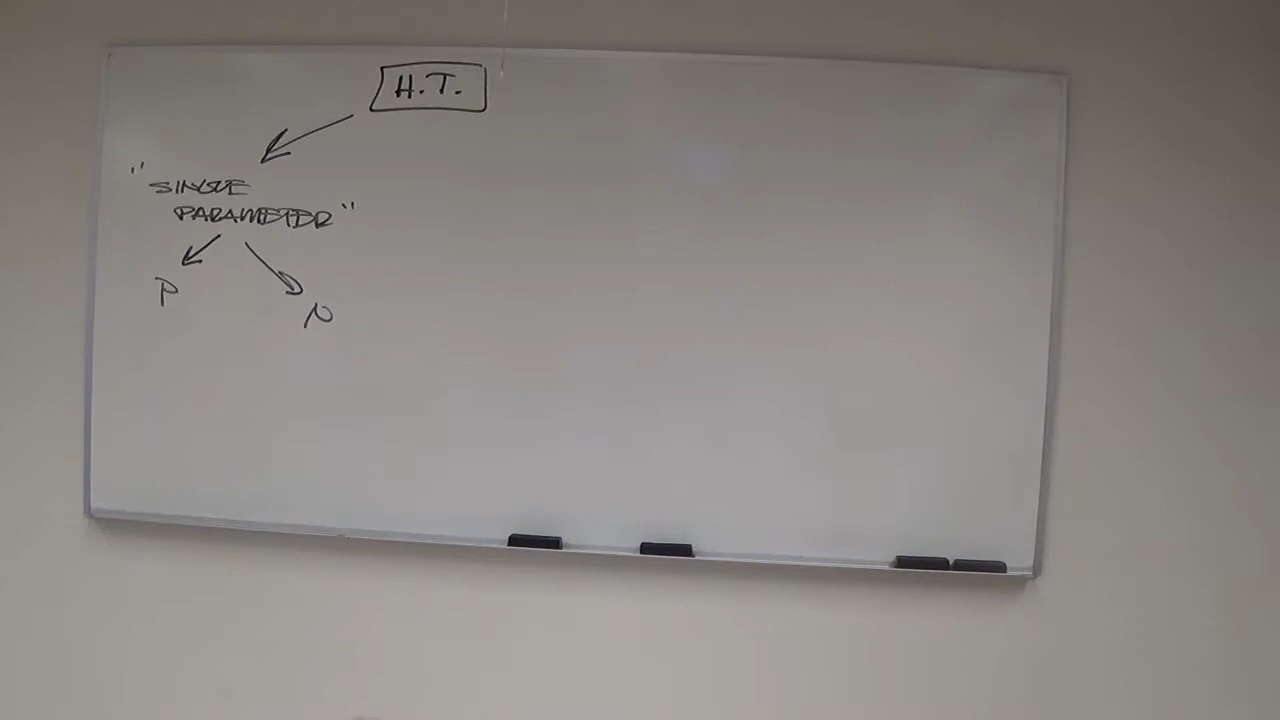 H.T.
"SINGLE
PARAMETER"
P
μ